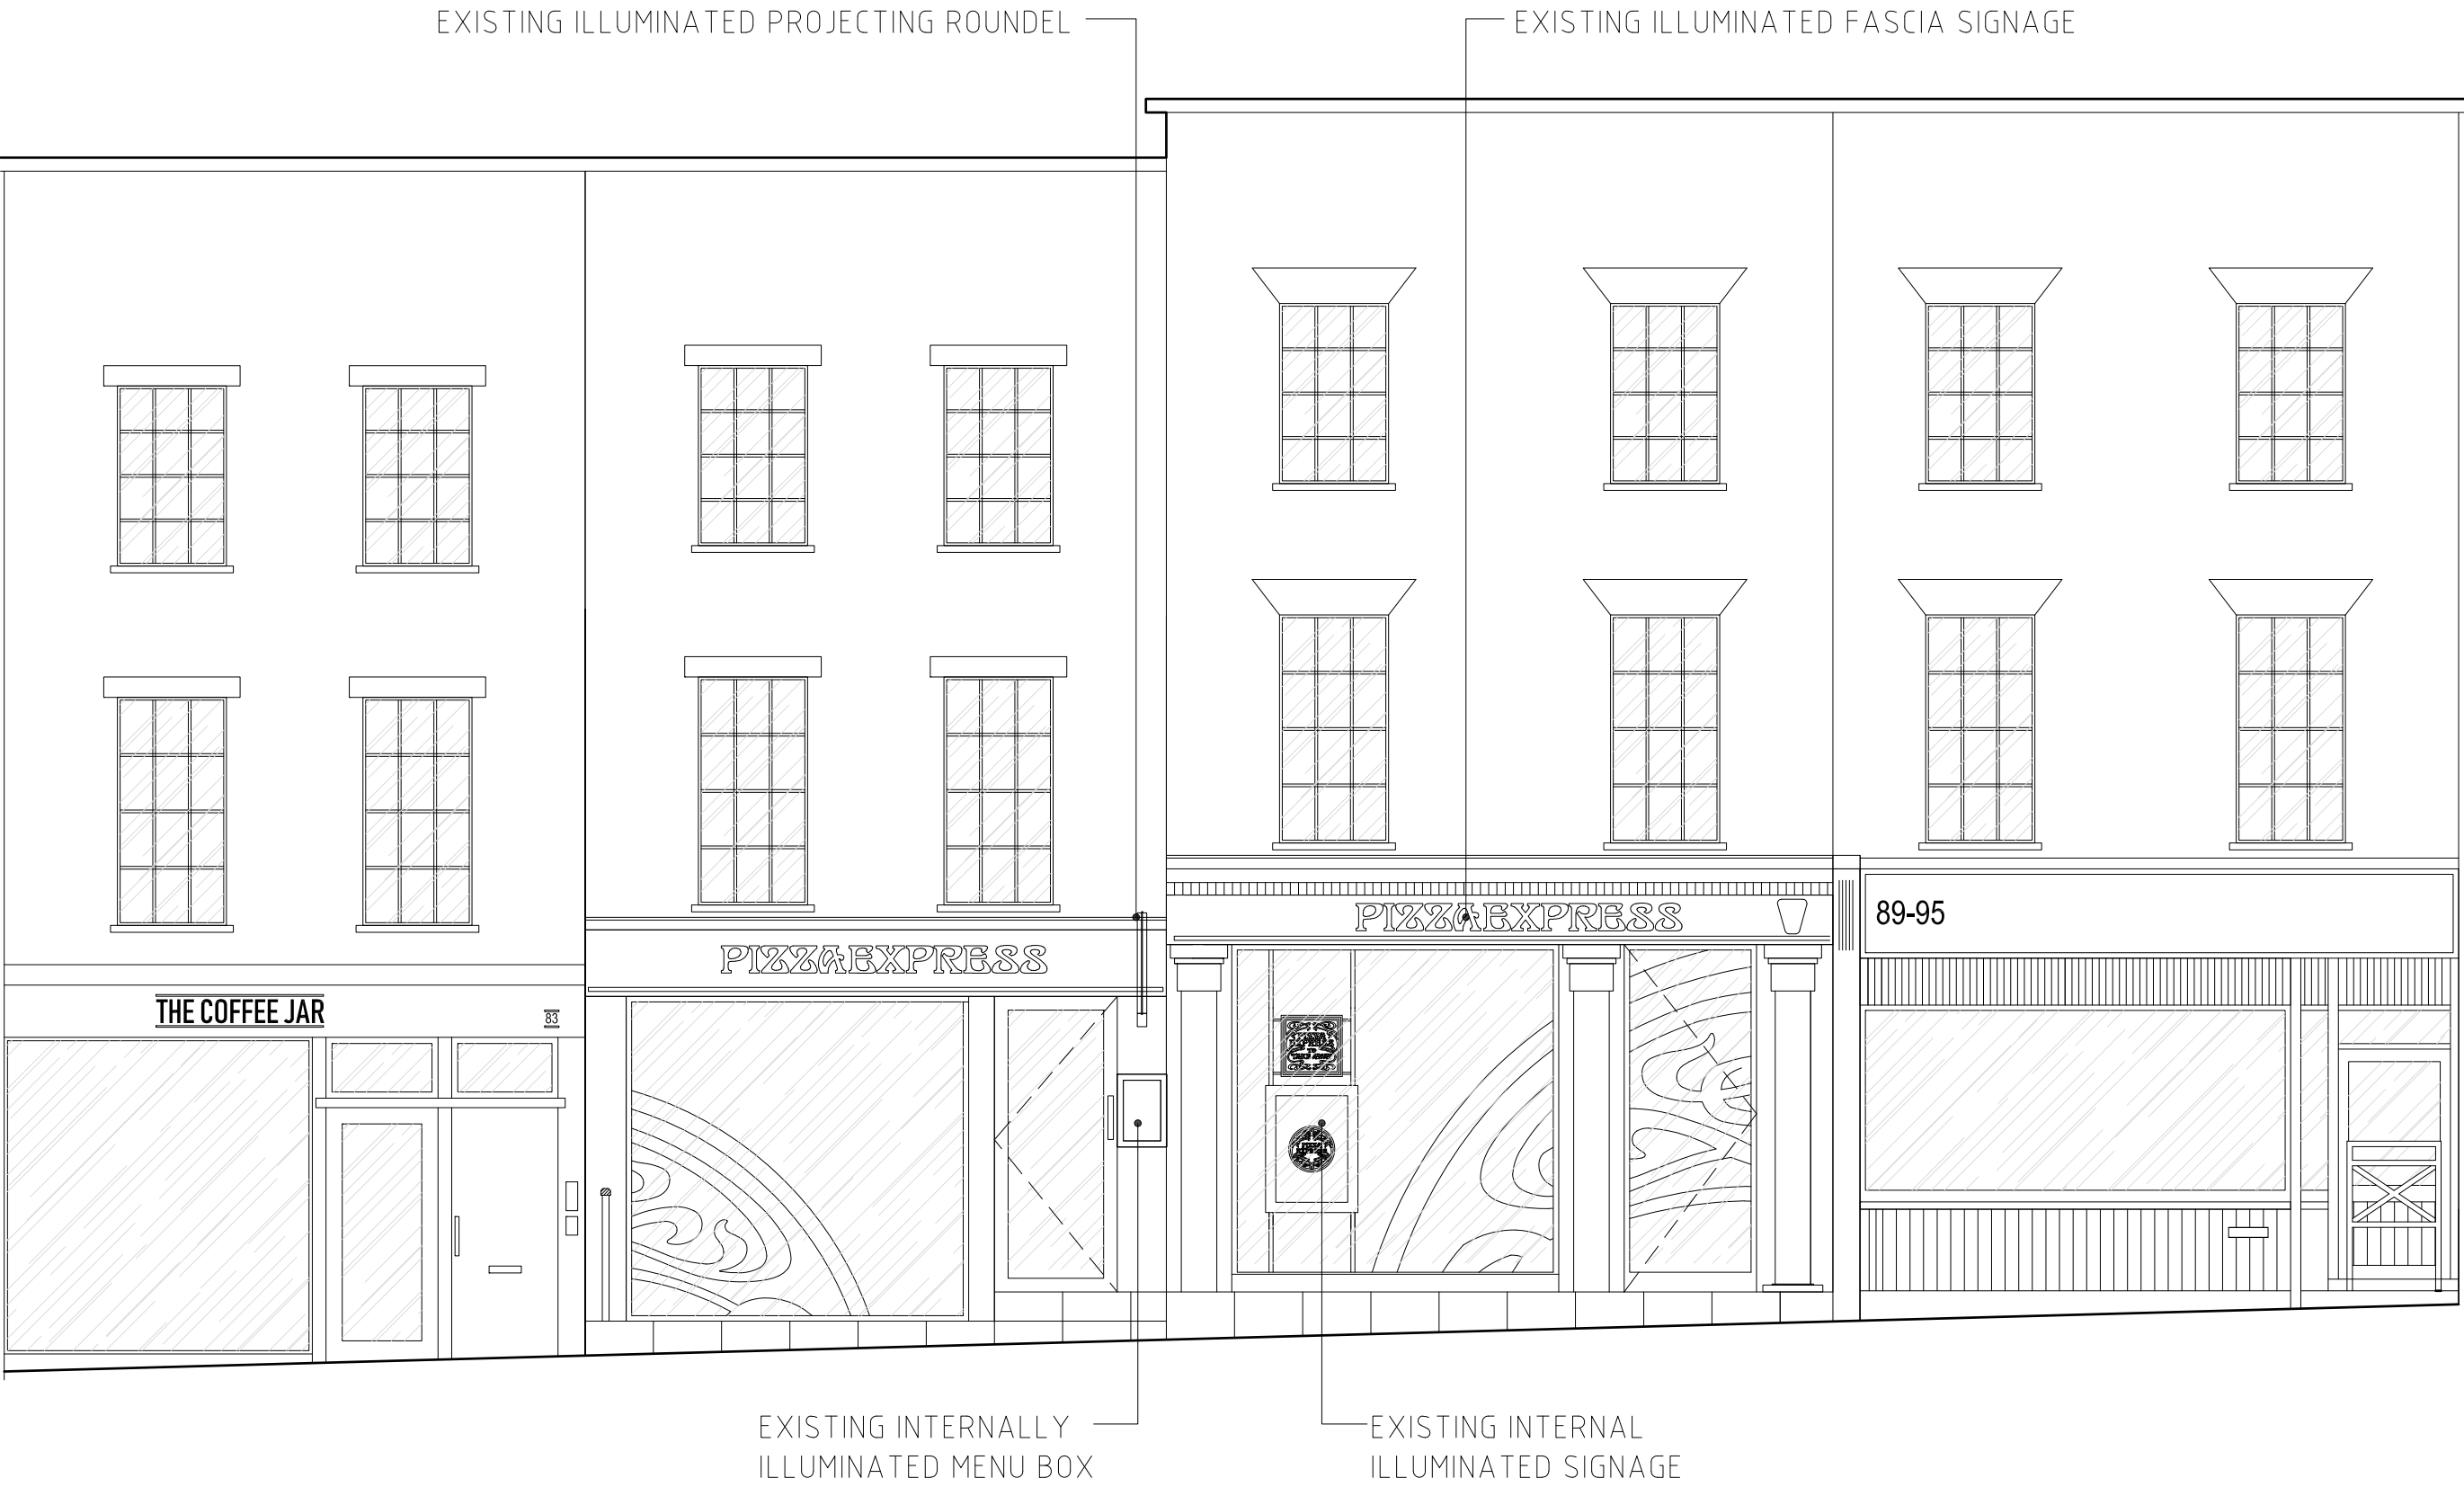 EXISTING ILLUMINATED PROJECTING ROUNDEL
EXISTING ILLUMINATED FASCIA SIGNAGE
PIZZAEXPRESS
89-95
PIZZAEXPRESS
THE COFFEE JAR
83
EXISTING INTERNALLY
ILLUMINATED MENU BOX
EXISTING INTERNAL
ILLUMINATED SIGNAGE